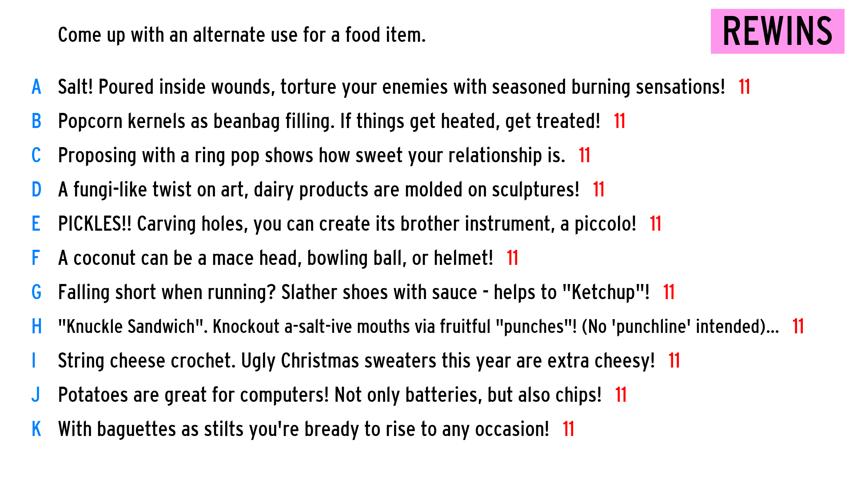 Come up with an alternate use for a food item.
REWINS
A Salt! Poured inside wounds, torture your enemies with seasoned burning sensations! 11
B Popcorn kernels as beanbag filling. If things get heated, get treated! 11
C Proposing with a ring pop shows how sweet your relationship is. 11
D A fungi-like twist on art, dairy products are molded on sculptures! 11
E PICKLES!! Carving holes, you can create its brother instrument, a piccolo! 11
F A coconut can be a mace head, bowling ball, or helmet! 11
G Falling short when running? Slather shoes with sauce - helps to "Ketchup"! 11
H "Knuckle Sandwich". Knockout a-salt-ive mouths via fruitful "punches"! (No 'punchline' intended)... 11
I String cheese crochet. Ugly Christmas sweaters this year are extra cheesy! 11
J Potatoes are great for computers! Not only batteries, but also chips! 11
K With baguettes as stilts you're bready to rise to any occasion! 11